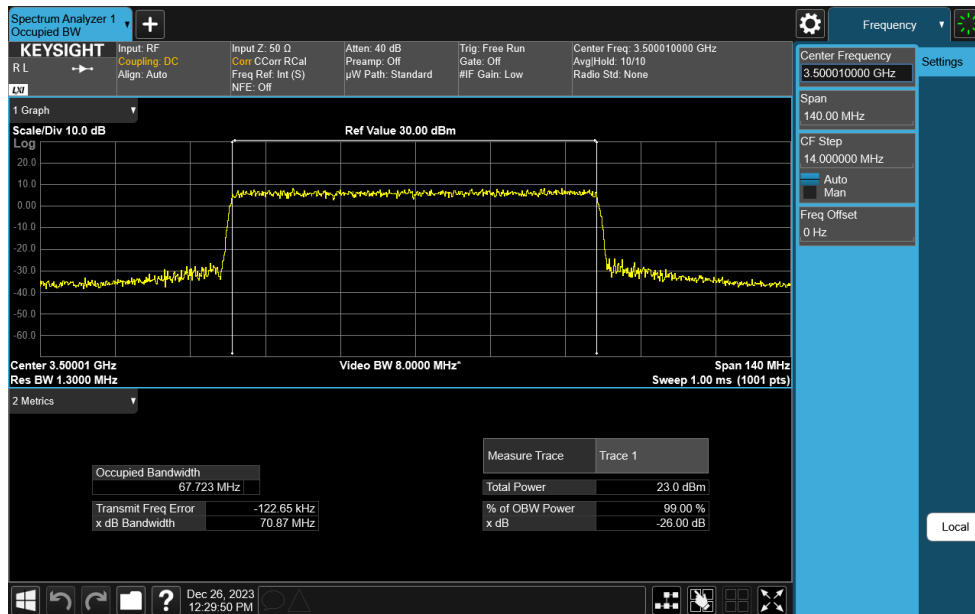 Spectrum Analyzer 1
Occupied BW
Frequency
KEYSIGHT
R L
LXI
Input: RF
Coupling: DC
Align: Auto
Input Z: 50 Ω
Corr CCorr RCal
Freq Ref: Int (S)
NFE: Off
Atten: 40 dB
Preamp: Off
µW Path: Standard
Trig: Free Run
Gate: Off
#IF Gain: Low
Center Freq: 3.500010000 GHz
Avg|Hold: 10/10
Radio Std: None
Center Frequency
3.500010000 GHz
Settings
Span
140.00 MHz
CF Step
14.000000 MHz
Auto
Man
Freq Offset
0 Hz
1 Graph
Scale/Div 10.0 dB
Ref Value 30.00 dBm
Log
20.0
10.0
0.00
-10.0
-20.0
-30.0
-40.0
-50.0
-60.0
Center 3.50001 GHz
Video BW 8.0000 MHz*
Span 140 MHz
Res BW 1.3000 MHz
Sweep 1.00 ms (1001 pts)
2 Metrics
Occupied Bandwidth
67.723 MHz
Transmit Freq Error -122.65 kHz
x dB Bandwidth 70.87 MHz
Measure Trace Trace 1
Total Power 23.0 dBm
% of OBW Power 99.00 %
x dB -26.00 dB
Local
Dec 26, 2023
12:29:50 PM